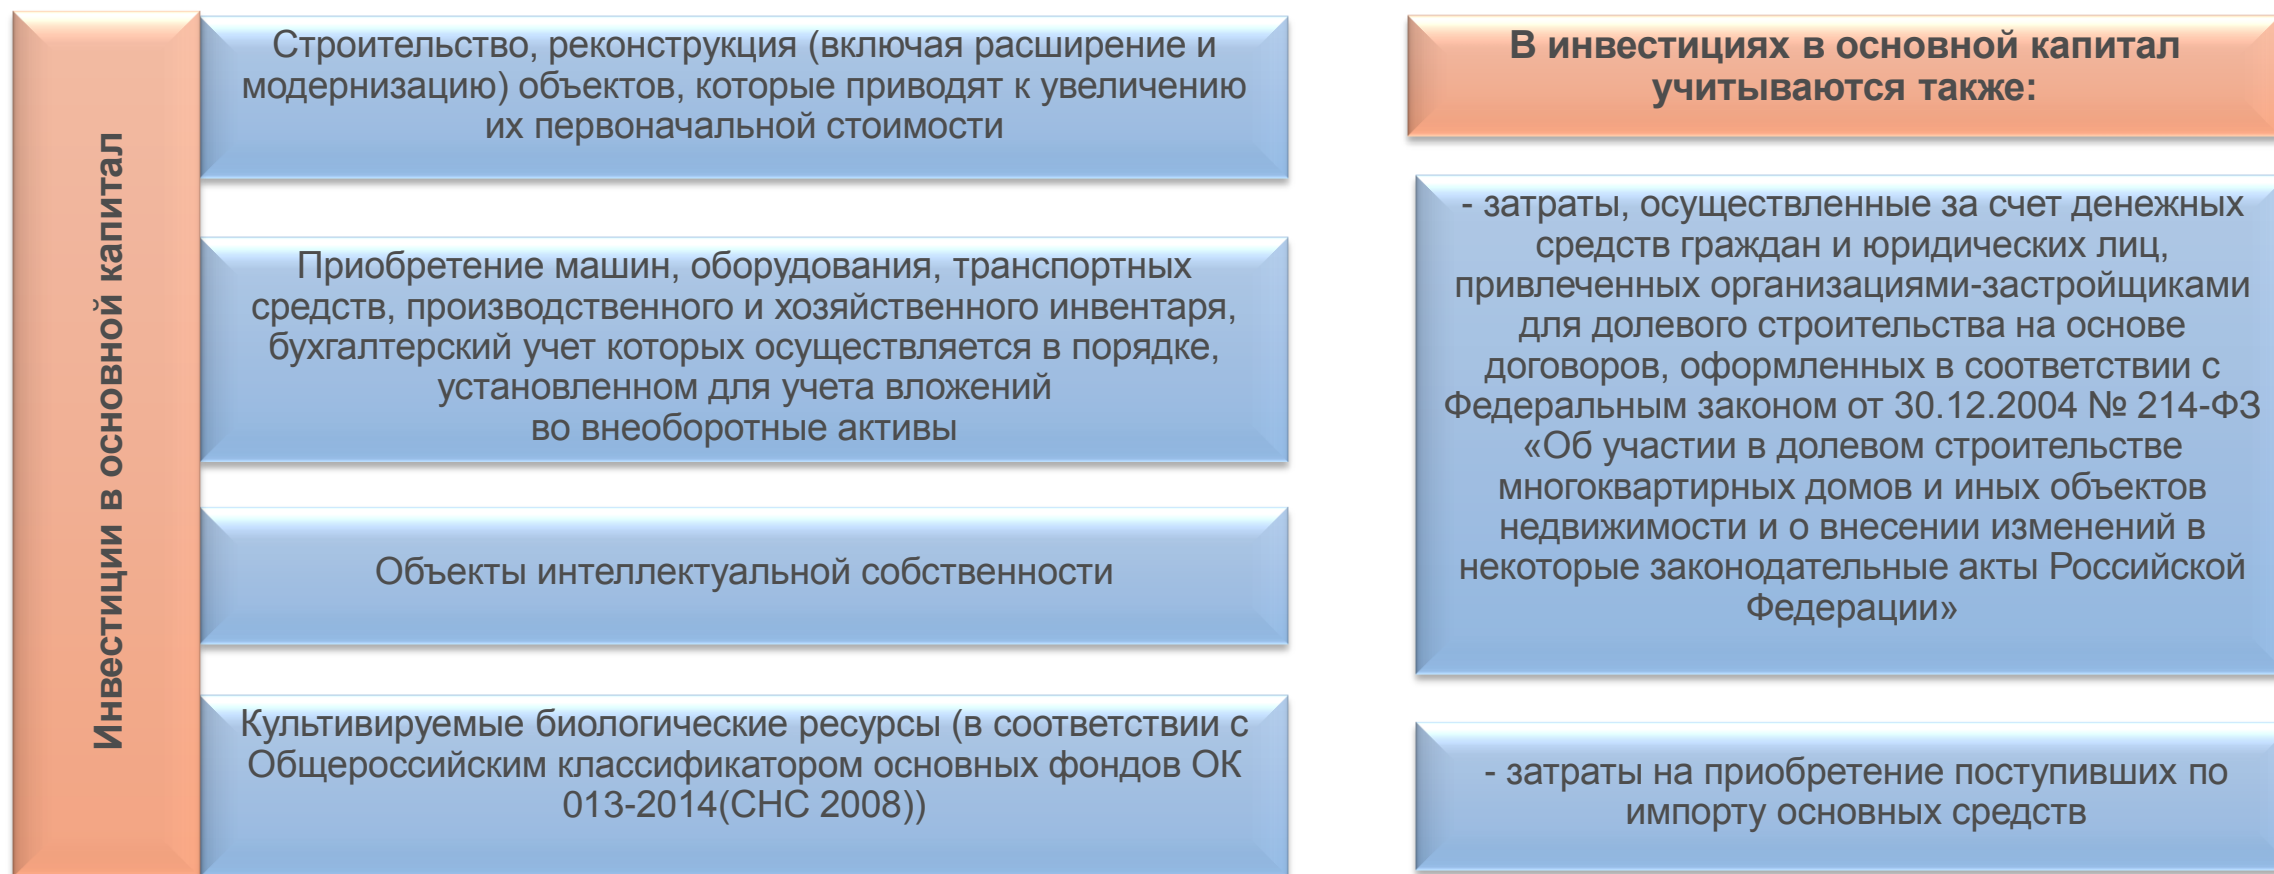 Инвестиции в основной капитал
Строительство, реконструкция (включая расширение и
модернизацию) объектов, которые приводят к увеличению
их первоначальной стоимости
Приобретение машин, оборудования, транспортных
средств, производственного и хозяйственного инвентаря,
бухгалтерский учет которых осуществляется в порядке,
установленном для учета вложений
во внеоборотные активы
Объекты интеллектуальной собственности
Культивируемые биологические ресурсы (в соответствии с
Общероссийским классификатором основных фондов ОК
013-2014(СНС 2008))
В инвестициях в основной капитал
учитываются также:
- затраты, осуществленные за счет денежных
средств граждан и юридических лиц,
привлеченных организациями-застройщиками
для долевого строительства на основе
договоров, оформленных в соответствии с
Федеральным законом от 30.12.2004 № 214-ФЗ
«Об участии в долевом строительстве
многоквартирных домов и иных объектов
недвижимости и о внесении изменений в
некоторые законодательные акты Российской
Федерации»
- затраты на приобретение поступивших по
импорту основных средств